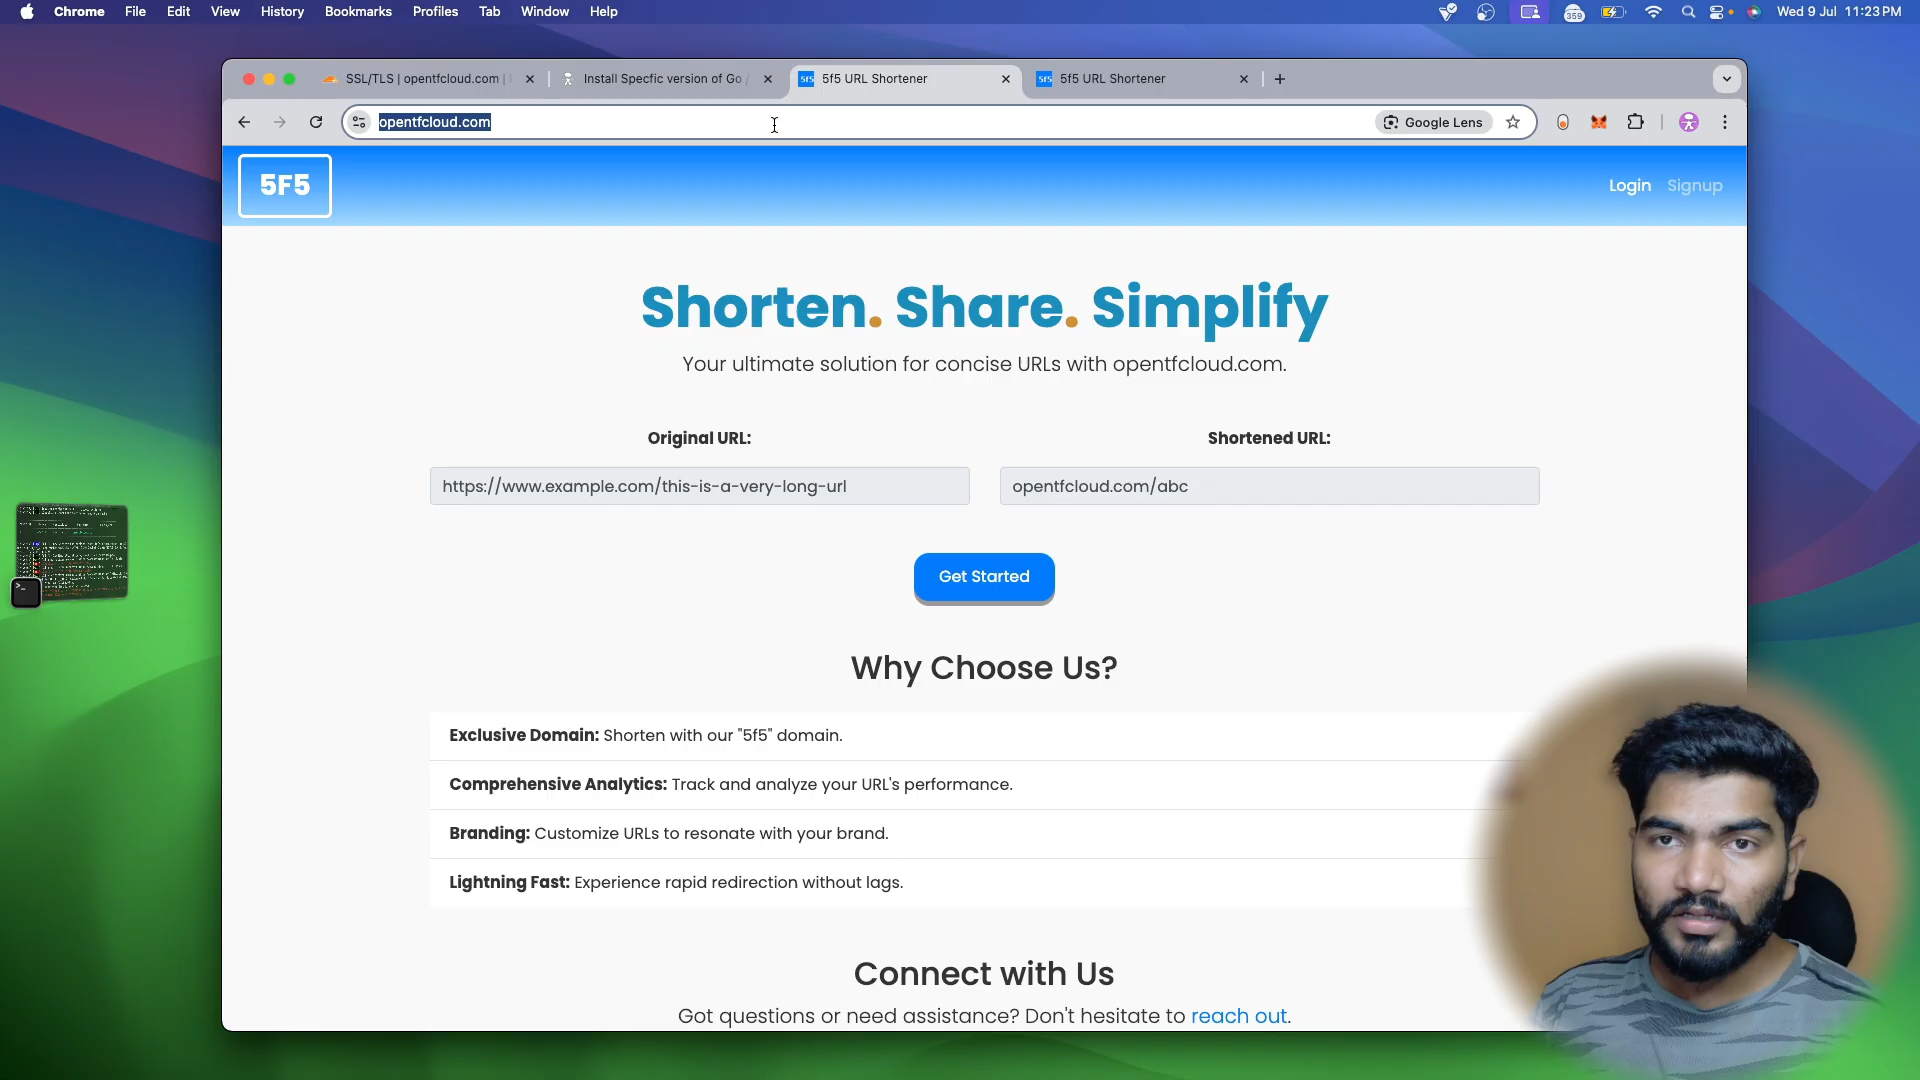 Chrome File Edit View History Bookmarks Profiles Tab Window Help
359
Wed 9 Jul 11:23 PM
SSL/TLS | opentfcloud.com |
Install Specfic version of Go /
5f5 5f5 URL Shortener
5f5 5f5 URL Shortener
opentfcloud.com
Google Lens
5F5
Login Signup
Shorten. Share. Simplify
Your ultimate solution for concise URLs with opentfcloud.com.
Original URL:
Shortened URL:
https://www.example.com/this-is-a-very-long-url
opentfcloud.com/abc
Get Started
Why Choose Us?
Exclusive Domain: Shorten with our "5f5" domain.
Comprehensive Analytics: Track and analyze your URL's performance.
Branding: Customize URLs to resonate with your brand.
Lightning Fast: Experience rapid redirection without lags.
Connect with Us
Got questions or need assistance? Don't hesitate to reach out.